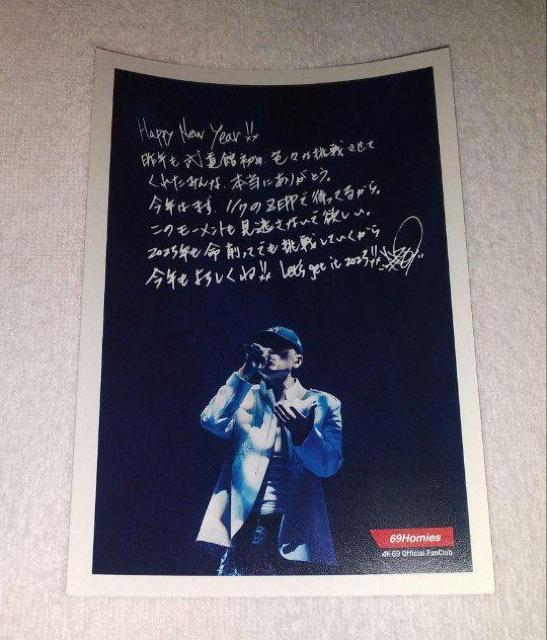 Happy New Year!!
昨年も武道館初め色々な挑戦させて
くれたみんな、本当にありがとう。
今年はまず、1/7のZEPPで待ってるから。
このモーメントも見逃さないで欲しい。
2025年も命削ってでも挑戦していくから
今年もよろしくね!! Let's get it 2025!!
69Homies
AK-69 Official FanClub